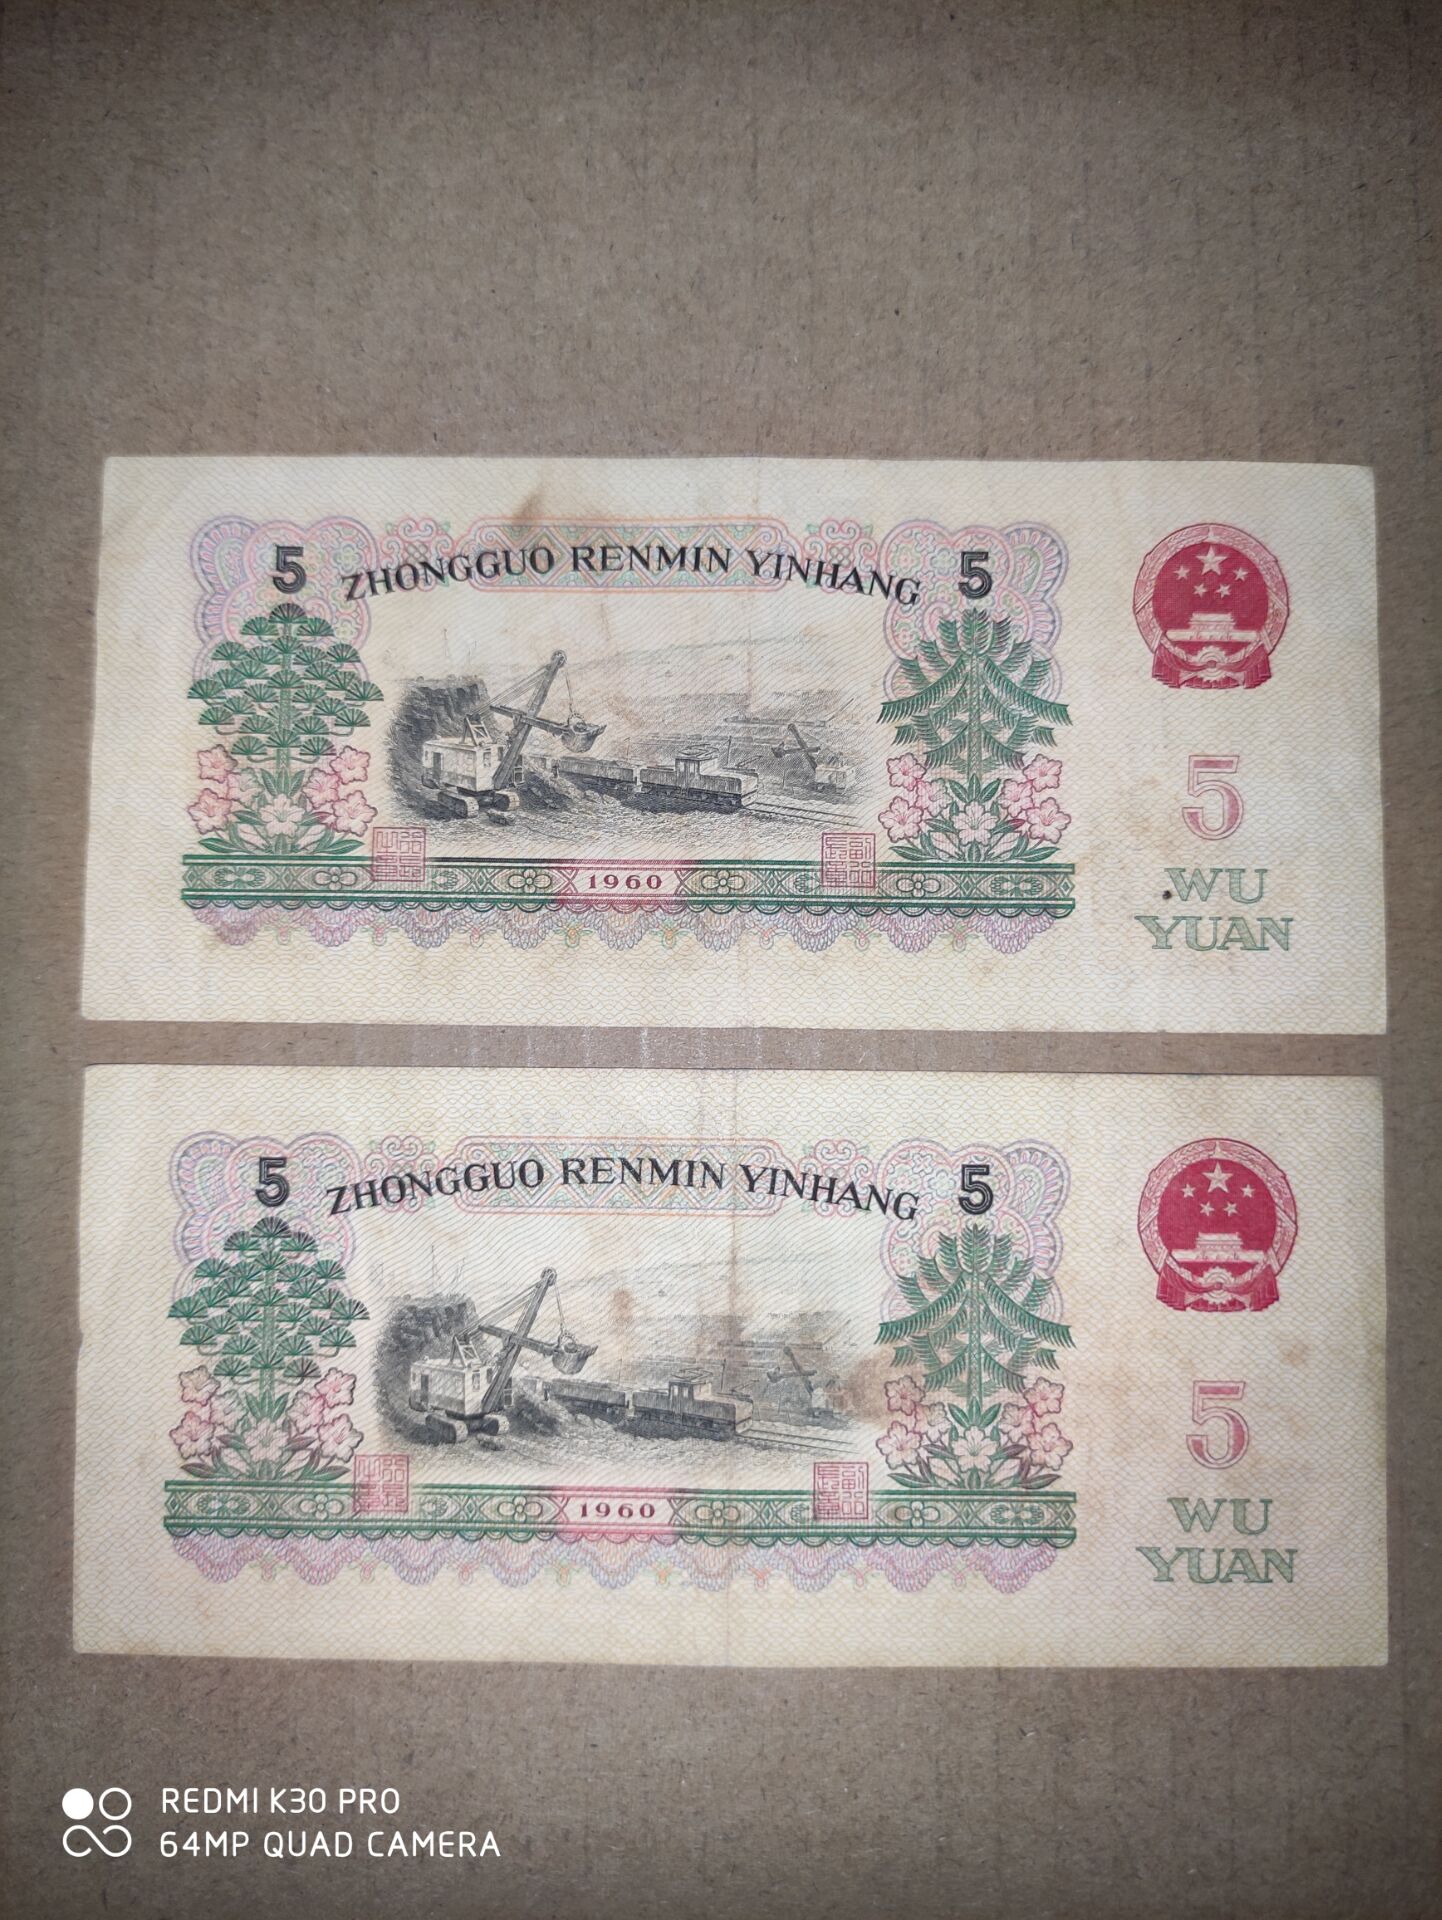 5 ZHONGGUO RENMIN YINHANG 5
5
1960
WU
YUAN
5 ZHONGGUO RENMIN YINHANG 5
5
1960
WU
YUAN
REDMI K30 PRO
64MP QUAD CAMERA